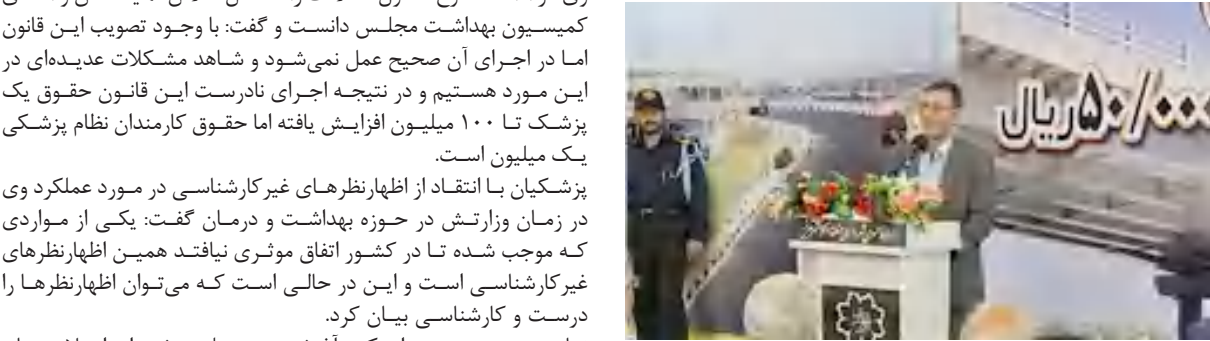 کمیسیون بهداشت مجلس دانست و گفت: با وجود تصویب این قانون
اما در اجرای آن صحیح عمل نمی‌شود و شاهد مشکلات عدیده‌ای در
این مورد هستیم و در نتیجه اجرای نادرست این قانون حقوق یک
پزشک تا ۱۰۰ میلیون افزایش یافته اما حقوق کارمندان نظام پزشکی
یک میلیون است.
پزشکیان با انتقاد از اظهارنظرهای غیرکارشناسی در مورد عملکرد وی
در زمان وزارتش در حوزه بهداشت و درمان گفت: یکی از مواردی
که موجب شده تا در کشور اتفاق موثری نیافتد همین اظهارنظرهای
غیرکارشناسی است و این در حالی است که می‌توان اظهارنظرها را
درست و کارشناسی بیان کرد.
۵۰/۰۰۰ریال